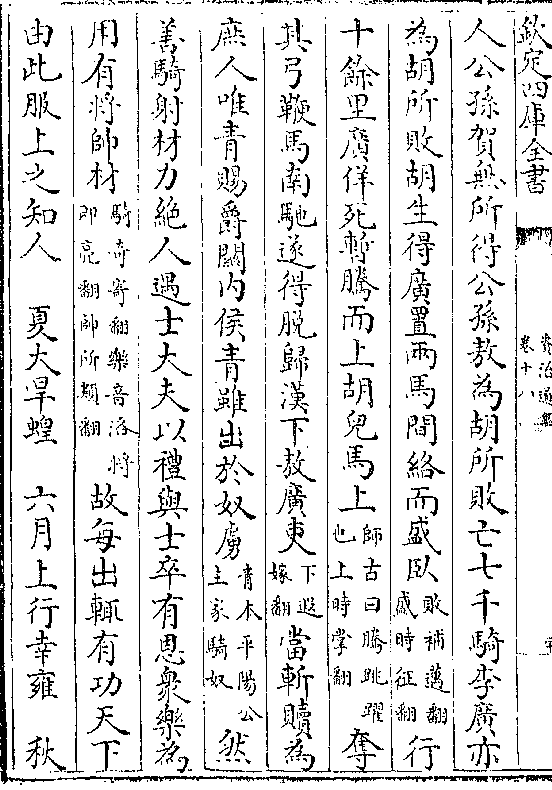 欽定四庫全書
資治通鑑
卷十八
人公孫賀無所得公孫敖為胡所敗亡七千騎李廣亦
為胡所敗胡生得廣置兩馬間絡而盛臥敗補邁翻盛時征翻行
十餘里廣佯死暫騰而上胡兒馬上師古曰騰跳躍也上時掌翻奪
其弓鞭馬南馳遂得脫歸漢下敖廣吏下遐嫁翻當斬贖為
庶人唯青賜爵關內侯青雖出於奴虜青本平陽公主家騎奴然
善騎射材力絶人遇士大夫以禮與士卒有恩衆樂為
用有將帥材騎奇寄翻樂音洛將即亮翻帥所類翻故每出輒有功天下
由此服上之知人 夏大旱蝗 六月上行幸雍 秋